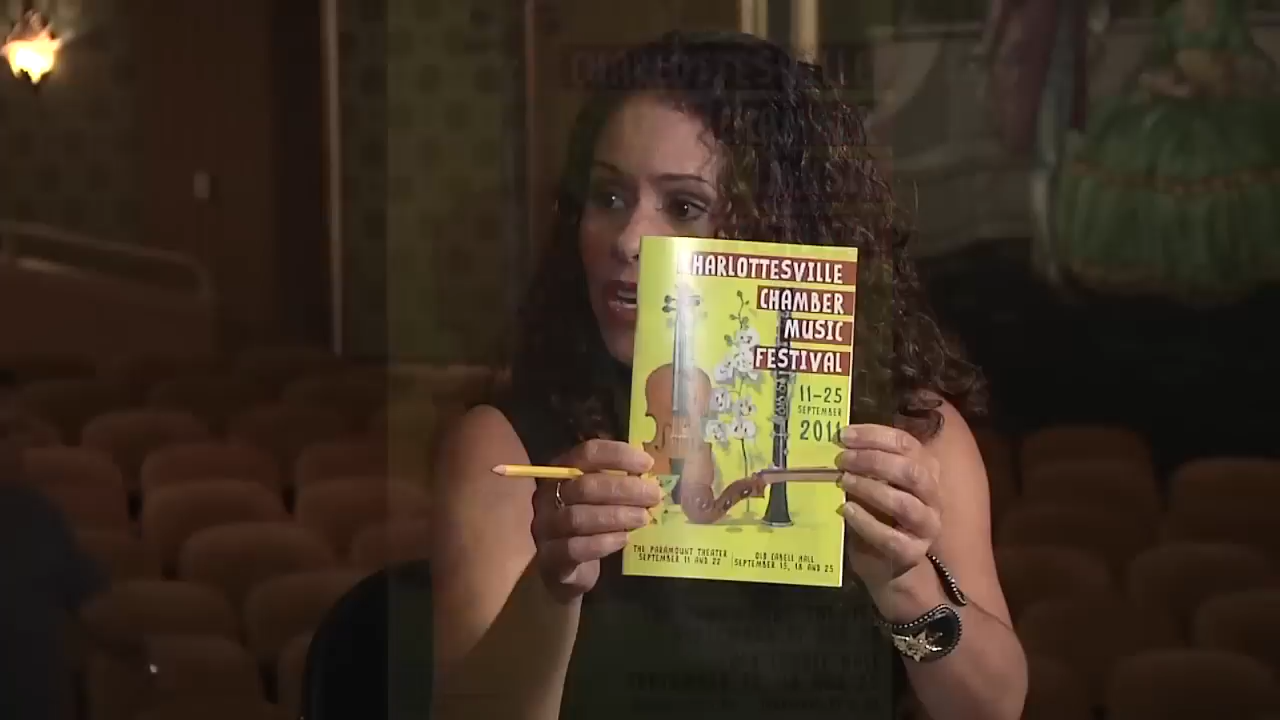 CHARLOTTESVILLE
CHAMBER
MUSIC
FESTIVAL
11-25
SEPTEMBER
2011
THE PARAMOUNT THEATER
SEPTEMBER 11 AND 22
OLD CABELL HALL
SEPTEMBER 15, 18 AND 25